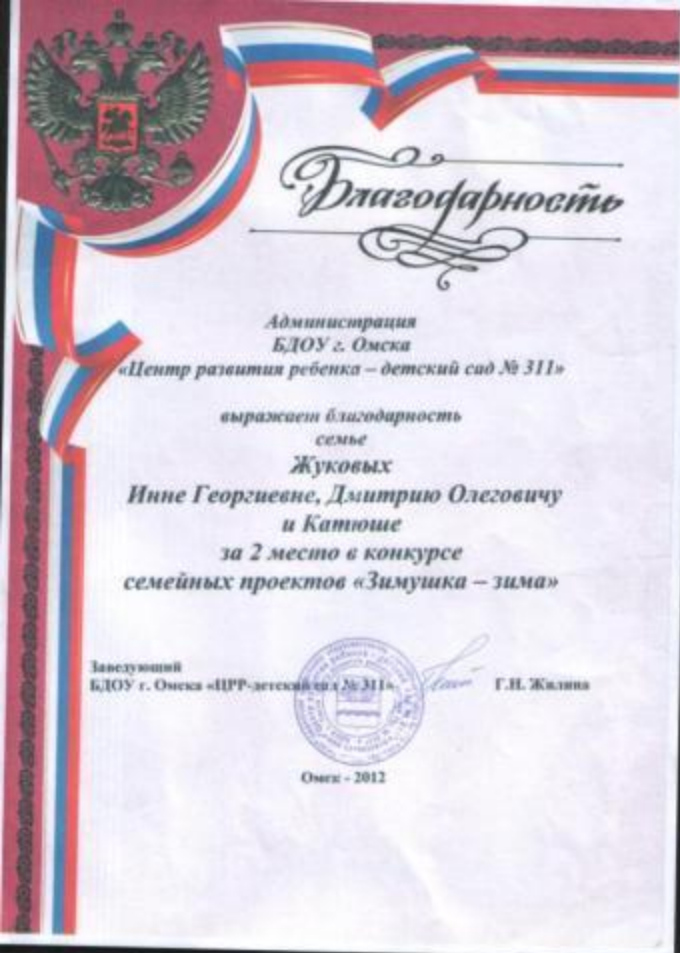 Благодарность
Администрация
БДОУ г. Омска
«Центр развития ребенка – детский сад № 311»
выражает благодарность
семье
Жуковых
Инне Георгиевне, Дмитрию Олеговичу
и Катюше
за 2 место в конкурсе
семейных проектов «Зимушка – зима»
Заведующий
БДОУ г. Омска «ЦРР-детский сад № 311» Г.Н. Жилина
Омск - 2012